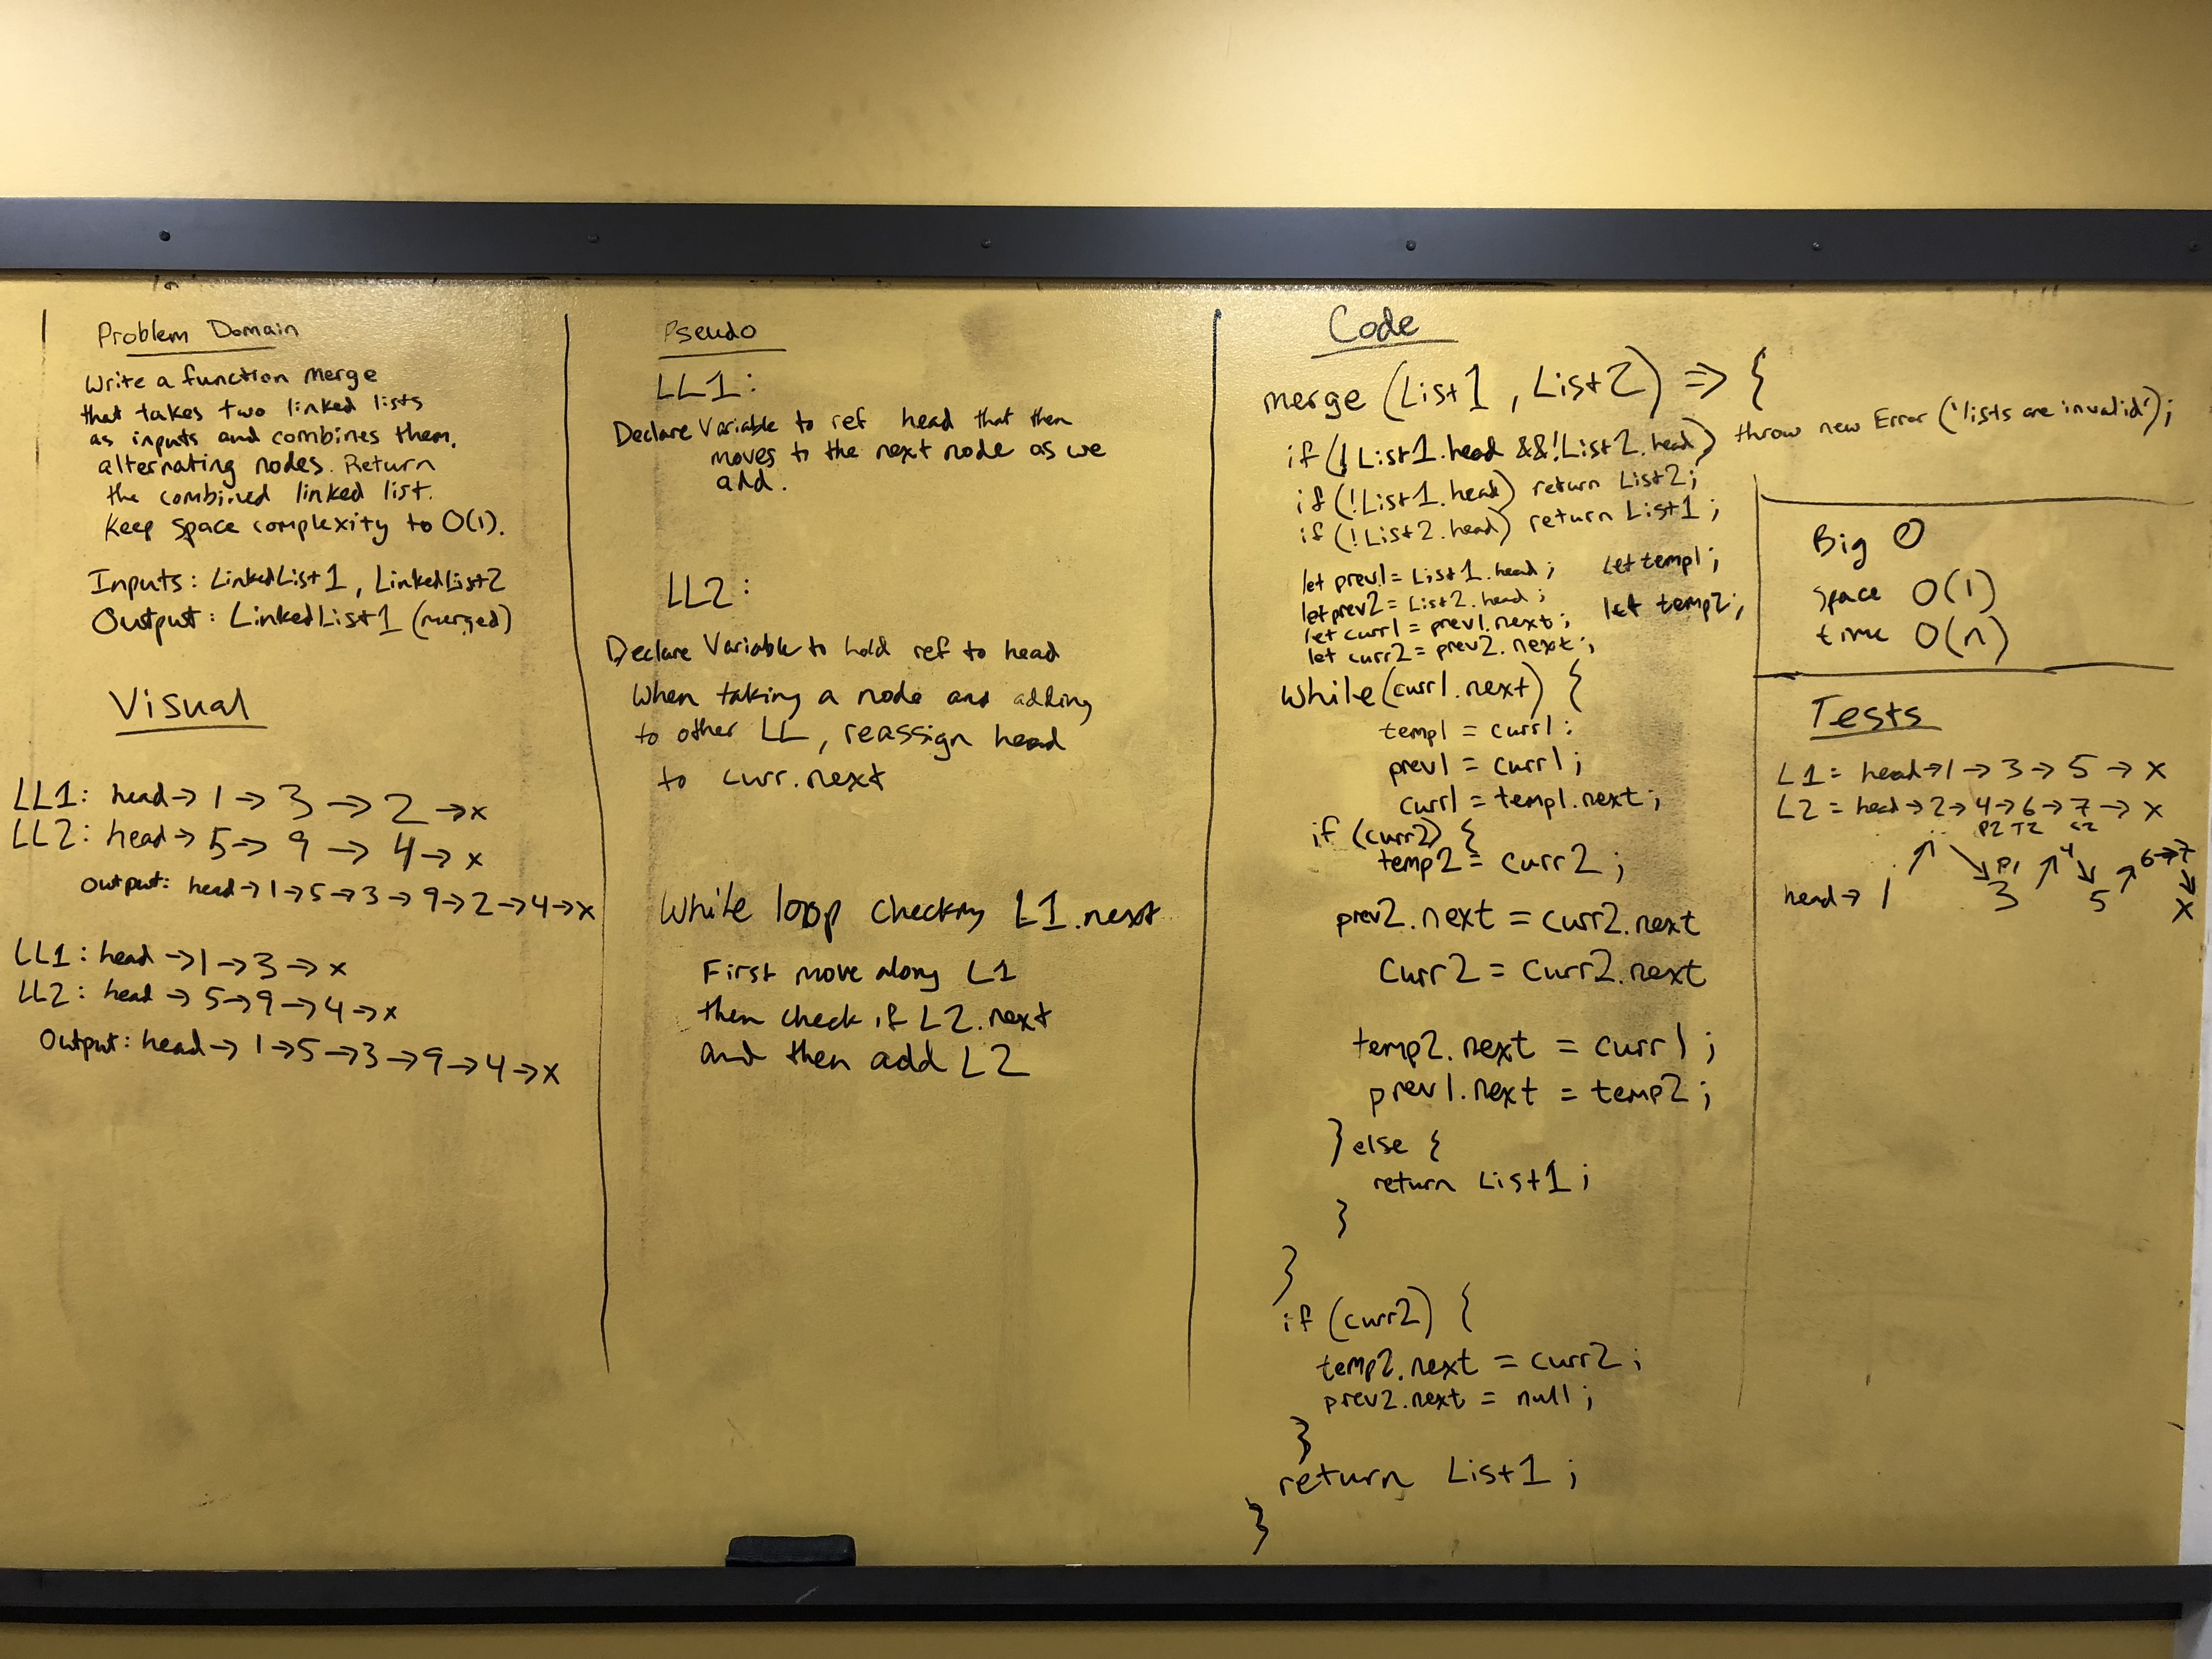 Problem Domain
Write a function merge
that takes two linked lists
as inputs and combines them,
alternating nodes. Return
the combined linked list.
Keep space complexity to O(1).
Inputs: LinkedList1, LinkedList2
Output: LinkedList1 (merged)
Visual
LL1: head → 1 → 3 → 2 → x
LL2: head → 5 → 9 → 4 → x
Output: head → 1 → 5 → 3 → 9 → 2 → 4 → x
LL1: head → 1 → 3 → x
LL2: head → 5 → 9 → 4 → x
Output: head → 1 → 5 → 3 → 9 → 4 → x
Pseudo
LL1:
Declare Variable to ref head that then
moves to the next node as we
add.
LL2:
Declare Variable to hold ref to head
When taking a node and adding
to other LL, reassign head
to curr.next
While loop checking L1.next
First move along L1
then check if L2.next
and then add L2
Code
merge (List1, List2) => {
if (!List1.head && !List2.head) throw new Error ('lists are invalid');
if (!List1.head) return List2;
if (!List2.head) return List1;
let prev1 = List1.head; let temp1;
let prev2 = List2.head; let temp2;
let curr1 = prev1.next;
let curr2 = prev2.next;
while (curr1.next) {
temp1 = curr1;
prev1 = curr1;
curr1 = temp1.next;
if (curr2) {
temp2 = curr2;
prev2.next = curr2.next
curr2 = curr2.next
temp2.next = curr1;
prev1.next = temp2;
} else {
return List1;
}
}
if (curr2) {
temp2.next = curr2;
prev2.next = null;
}
return List1;
}
Big O
space O(1)
time O(n)
Tests
L1 = head → 1 → 3 → 5 → x
L2 = head → 2 → 4 → 6 → 7 → x
P2 T2 C2
P1 4 6 → 7
head → 1 3 5 x